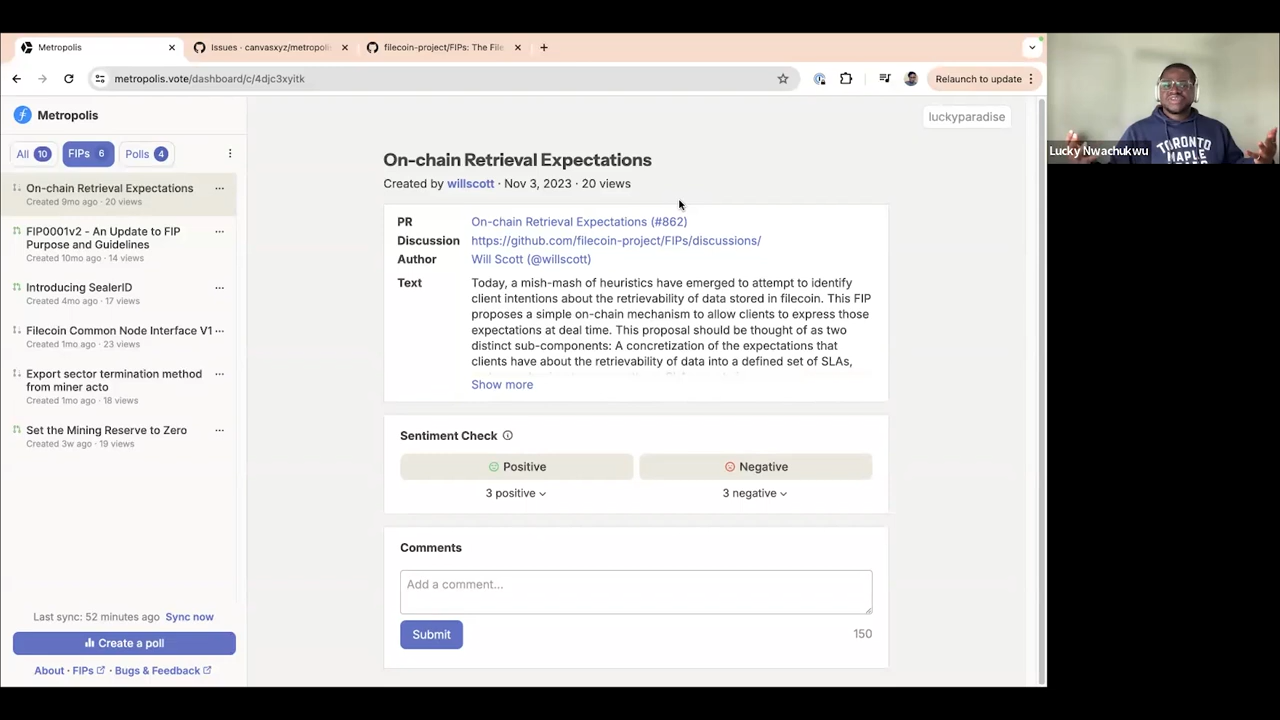 Metropolis
Issues · canvasxyz/metropolis
filecoin-project/FIPs: The File
metropolis.vote/dashboard/c/4djc3xyitk
Relaunch to update
Metropolis
All 10
FIPs 6
Polls 4
On-chain Retrieval Expectations
Created 9mo ago · 20 views
FIP0001v2 - An Update to FIP
Purpose and Guidelines
Created 10mo ago · 14 views
Introducing SealerID
Created 4mo ago · 17 views
Filecoin Common Node Interface V1
Created 1mo ago · 23 views
Export sector termination method
from miner acto
Created 1mo ago · 18 views
Set the Mining Reserve to Zero
Created 3w ago · 19 views
Last sync: 52 minutes ago Sync now
Create a poll
About · FIPs · Bugs & Feedback
luckyparadise
On-chain Retrieval Expectations
Created by willscott · Nov 3, 2023 · 20 views
PR On-chain Retrieval Expectations (#862)
Discussion https://github.com/filecoin-project/FIPs/discussions/
Author Will Scott (@willscott)
Text Today, a mish-mash of heuristics have emerged to attempt to identify
client intentions about the retrievability of data stored in filecoin. This FIP
proposes a simple on-chain mechanism to allow clients to express those
expectations at deal time. This proposal should be thought of as two
distinct sub-components: A concretization of the expectations that
clients have about the retrievability of data into a defined set of SLAs,
Show more
Sentiment Check
Positive
Negative
3 positive
3 negative
Comments
Add a comment...
Submit
150
Lucky Nwachukwu
TORONTO
MAPLE